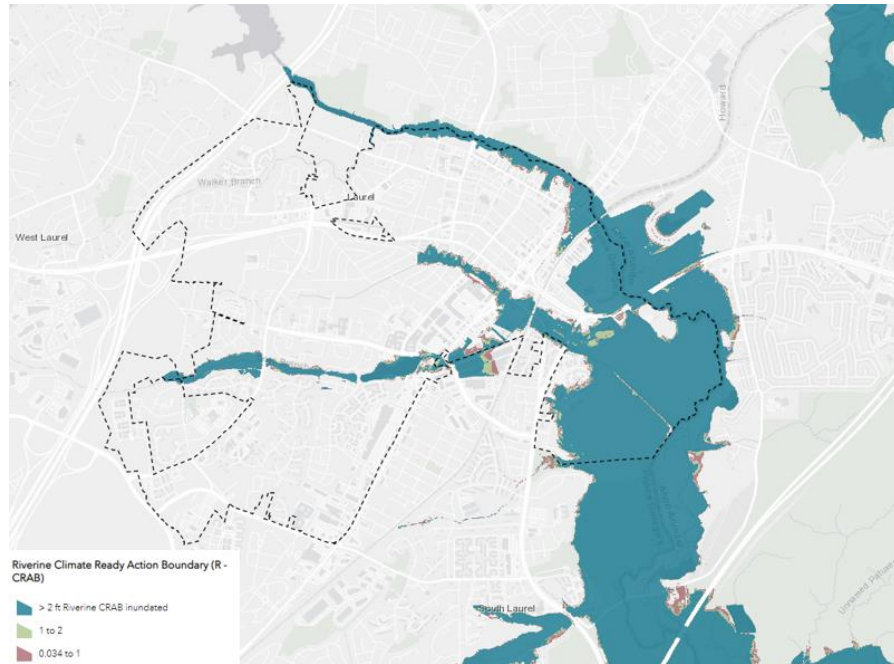 Howard
Walker Branch
Laurel
West Laurel
South Laurel
Riverine Climate Ready Action Boundary (R -
CRAB)
> 2 ft Riverine CRAB inundated
1 to 2
0.034 to 1